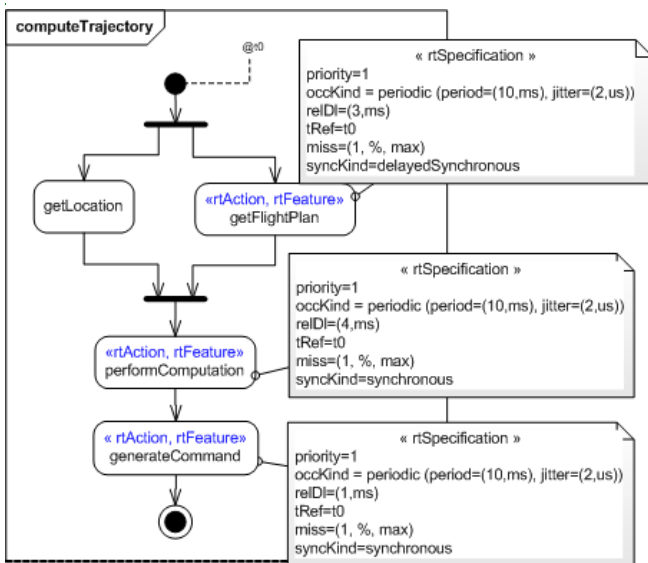 computeTrajectory
@t0
« rtSpecification »
priority=1
occKind = periodic (period=(10,ms), jitter=(2,us))
relDl=(3,ms)
tRef=t0
miss=(1, %, max)
syncKind=delayedSynchronous
getLocation
«rtAction, rtFeature»
getFlightPlan
« rtSpecification »
priority=1
occKind = periodic (period=(10,ms), jitter=(2,us))
relDl=(4,ms)
tRef=t0
miss=(1, %, max)
syncKind=synchronous
«rtAction, rtFeature»
performComputation
« rtAction, rtFeature»
generateCommand
« rtSpecification »
priority=1
occKind = periodic (period=(10,ms), jitter=(2,us))
relDl=(1,ms)
tRef=t0
miss=(1, %, max)
syncKind=synchronous